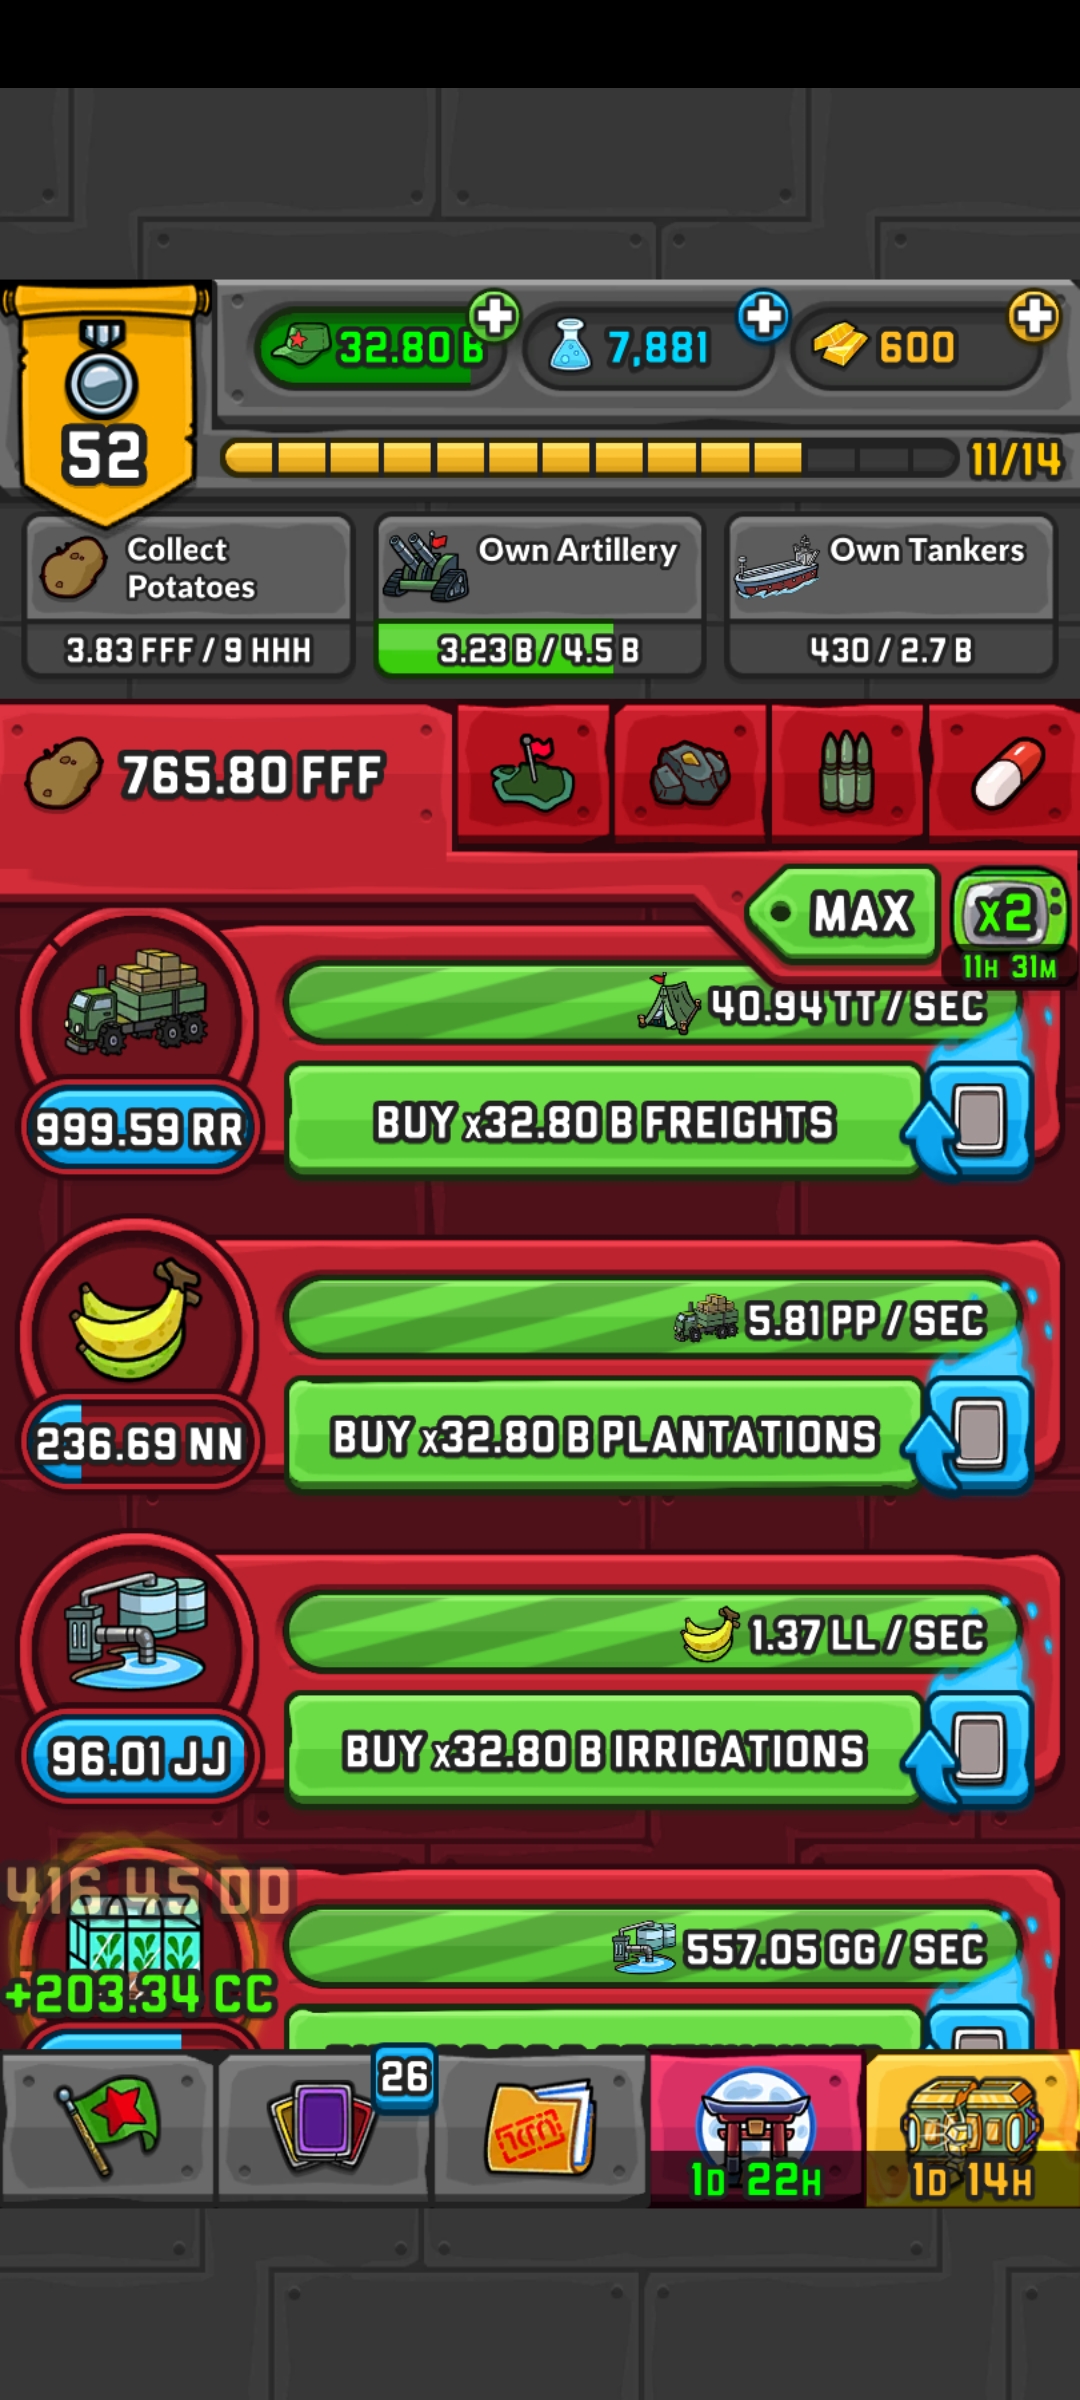 32.80 B
7,881
600
52
11/14
Collect
Potatoes
3.83 FFF / 9 HHH
Own Artillery
3.23 B / 4.5 B
Own Tankers
430 / 2.7 B
765.80 FFF
MAX
x2
11H 31M
40.94 TT / SEC
999.59 RR
BUY x32.80 B FREIGHTS
5.81 PP / SEC
236.69 NN
BUY x32.80 B PLANTATIONS
1.37 LL / SEC
96.01 JJ
BUY x32.80 B IRRIGATIONS
416.45 DD
557.05 GG / SEC
+203.34 CC
26
1D 22H
1D 14H